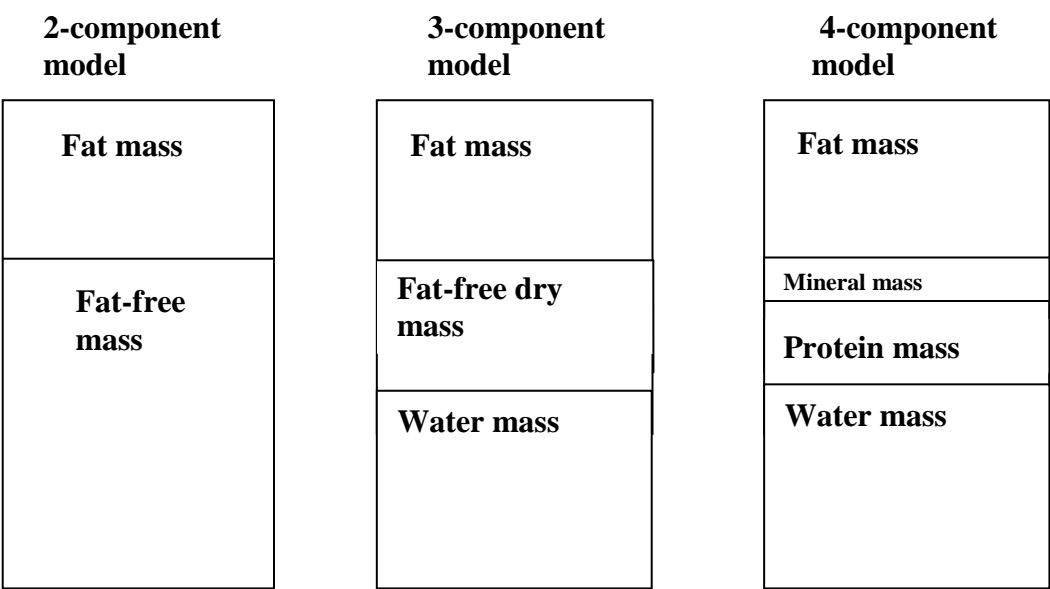 2-component
model
3-component
model
4-component
model
Fat mass
Fat-free
mass
Fat mass
Fat-free dry
mass
Water mass
Fat mass
Mineral mass
Protein mass
Water mass